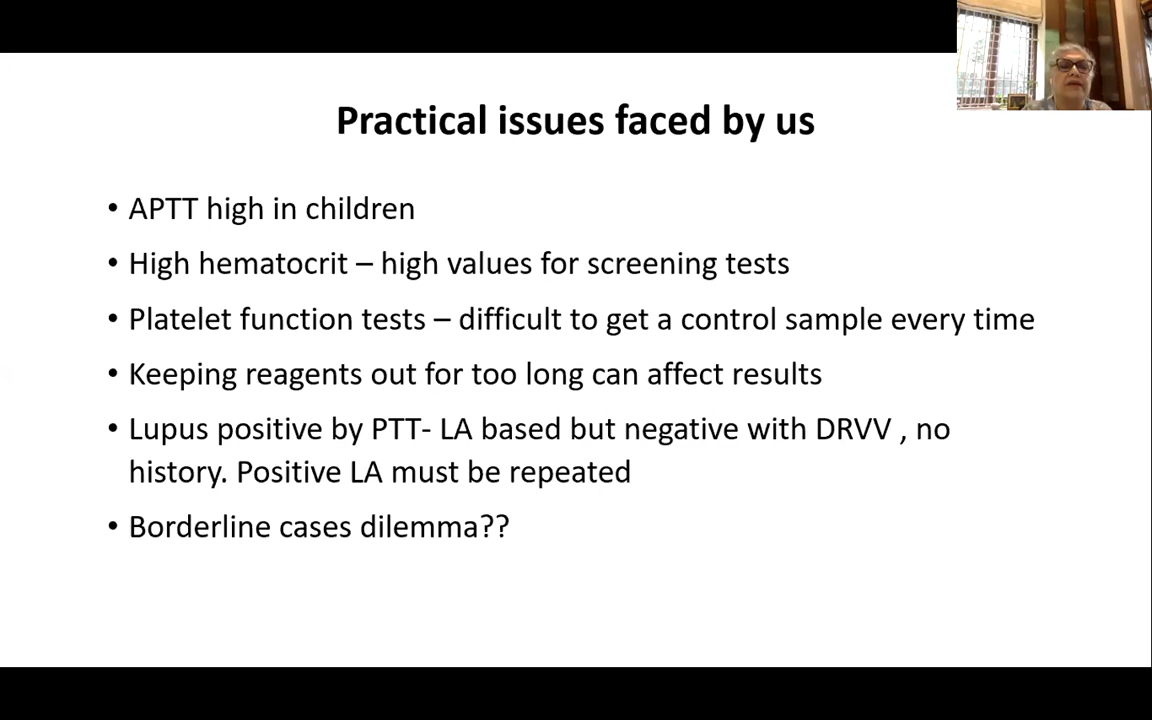 Practical issues faced by us
• APTT high in children
• High hematocrit – high values for screening tests
• Platelet function tests – difficult to get a control sample every time
• Keeping reagents out for too long can affect results
• Lupus positive by PTT- LA based but negative with DRVV , no
history. Positive LA must be repeated
• Borderline cases dilemma??